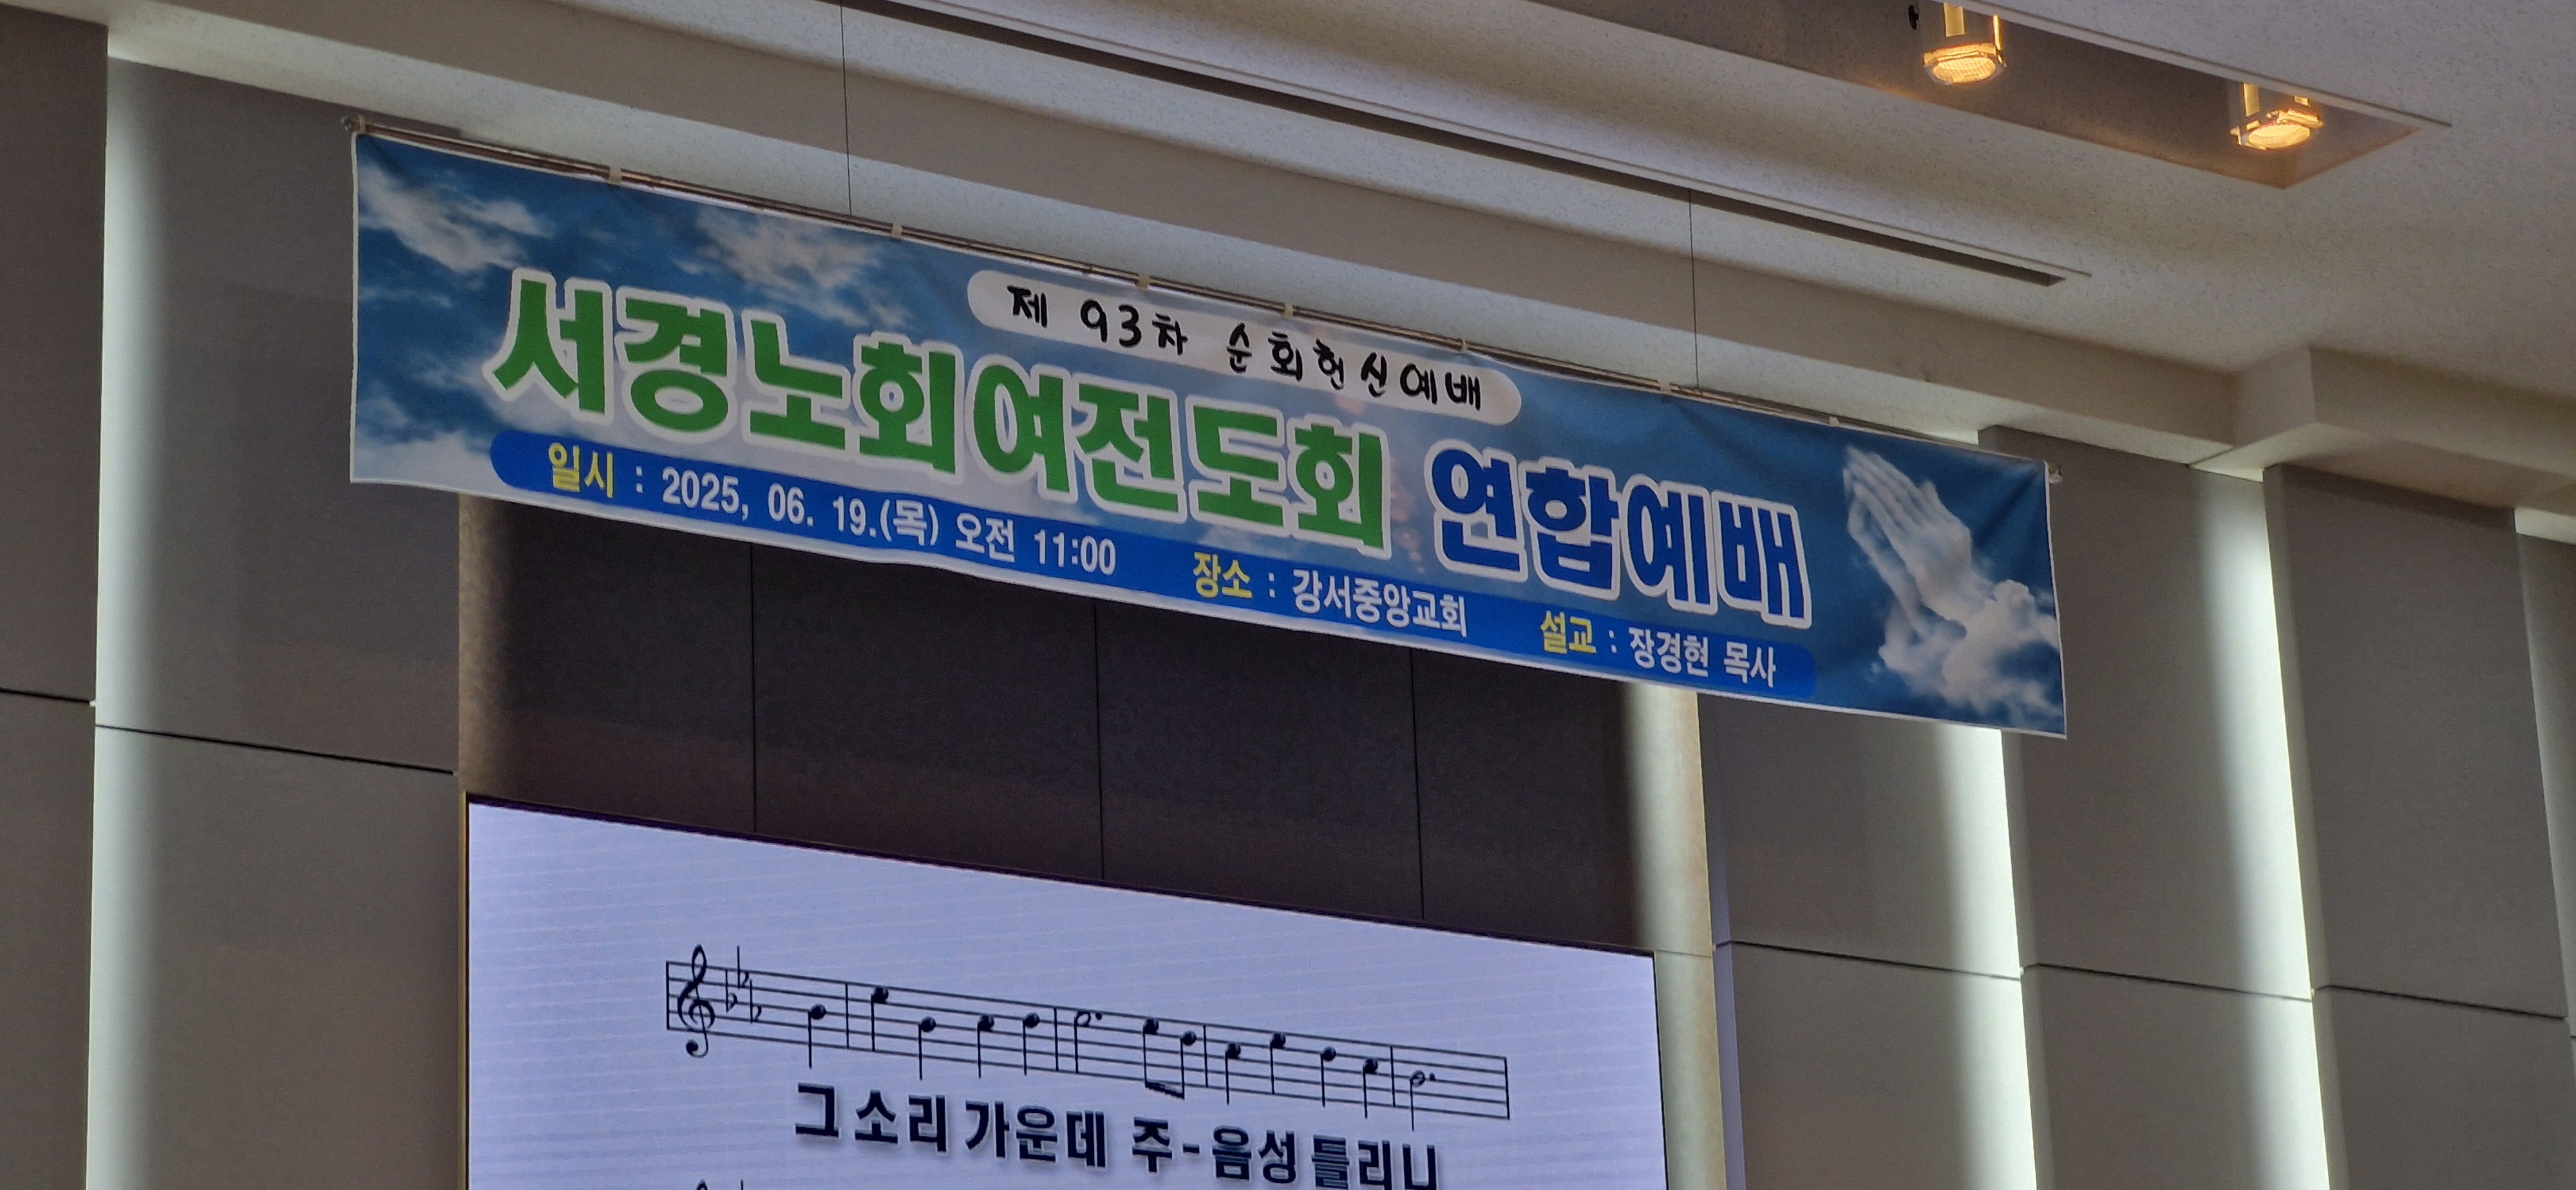 제 93차 순회헌신예배
서경노회여전도회 연합예배
일시 : 2025, 06. 19.(목) 오전 11:00 장소 : 강서중앙교회 설교 : 장경현 목사
그 소리 가운데 주-음성 들리니